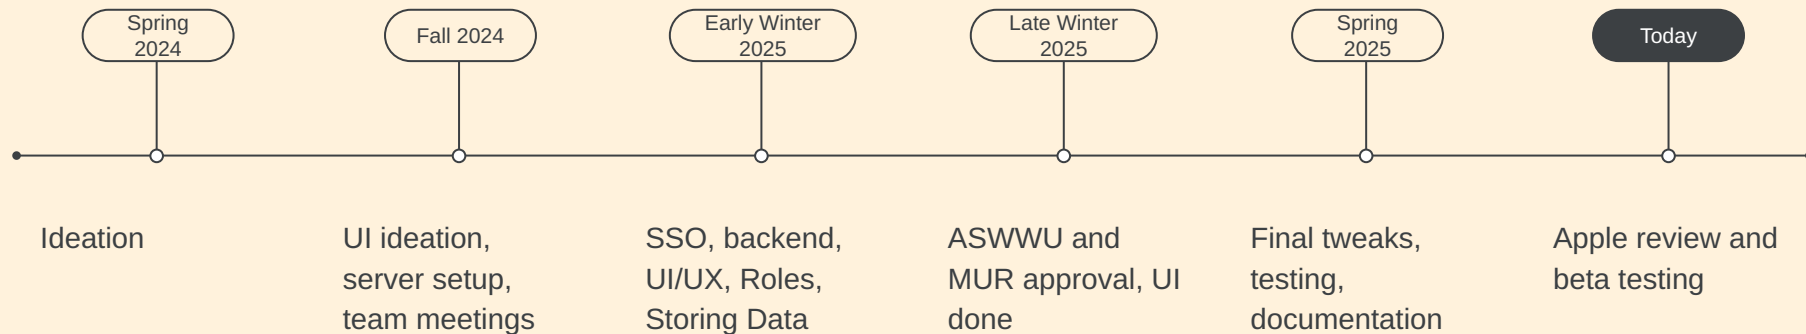 Spring
2024
Fall 2024
Early Winter
2025
Late Winter
2025
Spring
2025
Today
Ideation
UI ideation,
server setup,
team meetings
SSO, backend,
UI/UX, Roles,
Storing Data
ASWWU and
MUR approval, UI
done
Final tweaks,
testing,
documentation
Apple review and
beta testing